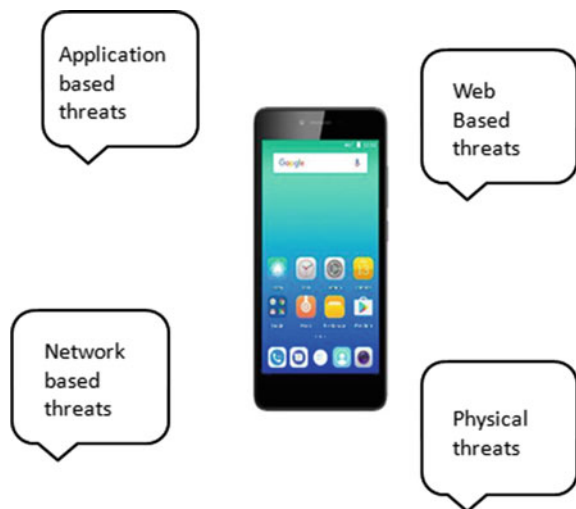 Application
based
threats
Web
Based
threats
Google
Network
based
threats
Physical
threats